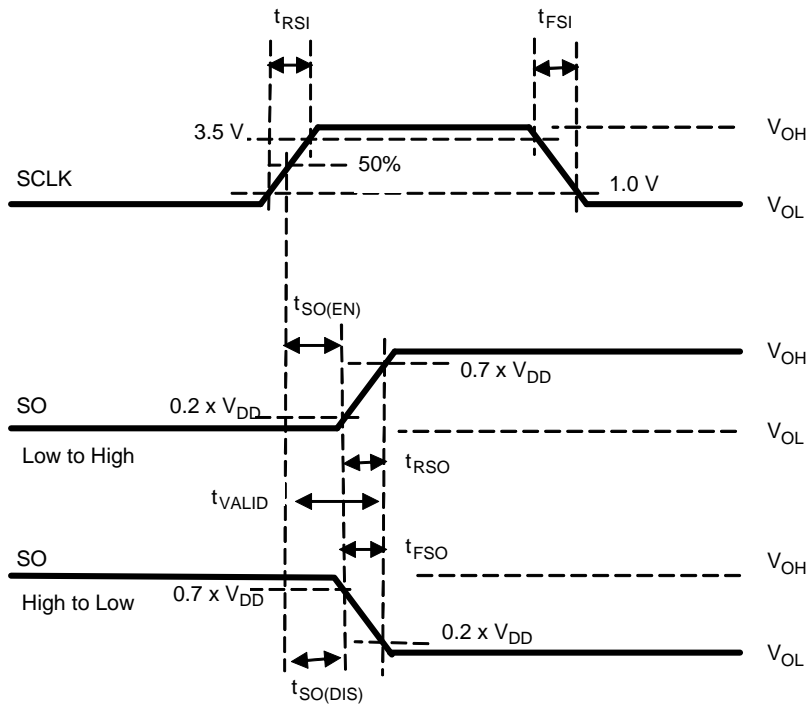 tRSI
tFSI
3.5 V
VOH
50%
SCLK
1.0 V
VOL
tSO(EN)
VOH
0.7 x VDD
0.2 x VDD
SO
VOL
Low to High
tRSO
tVALID
tFSO
SO
VOH
0.7 x VDD
High to Low
0.2 x VDD
VOL
tSO(DIS)